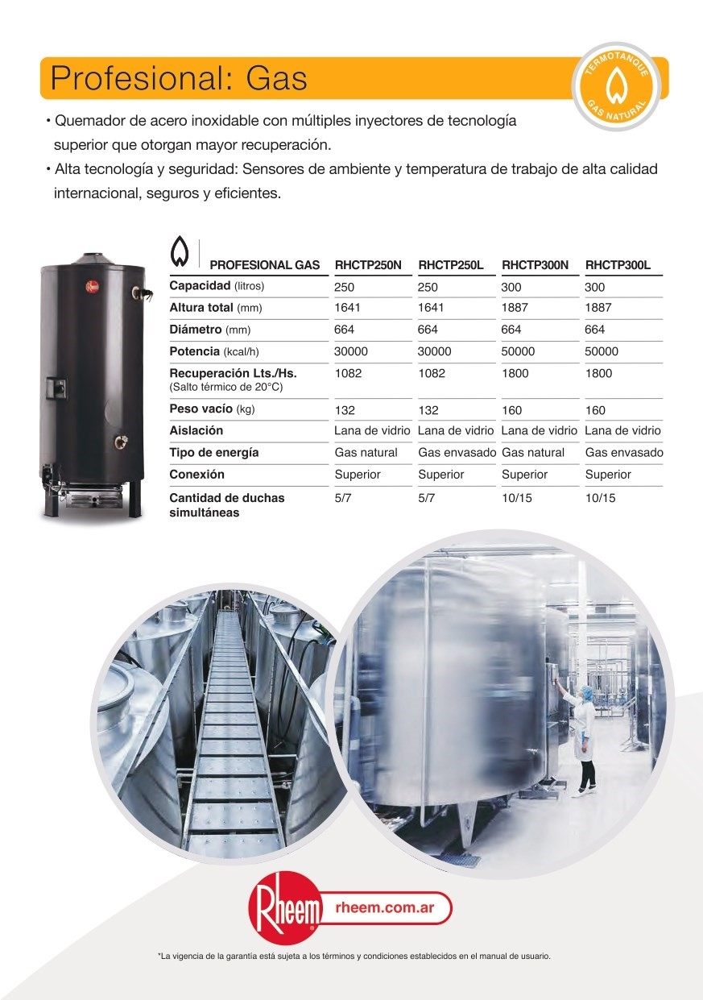 Profesional: Gas
TERMOTANQUE
GAS NATURAL
• Quemador de acero inoxidable con múltiples inyectores de tecnología
superior que otorgan mayor recuperación.
• Alta tecnología y seguridad: Sensores de ambiente y temperatura de trabajo de alta calidad
internacional, seguros y eficientes.
PROFESIONAL GAS RHCTP250N RHCTP250L RHCTP300N RHCTP300L
Capacidad (litros) 250 250 300 300
Altura total (mm) 1641 1641 1887 1887
Diámetro (mm) 664 664 664 664
Potencia (kcal/h) 30000 30000 50000 50000
Recuperación Lts./Hs. 1082 1082 1800 1800
(Salto térmico de 20°C)
Peso vacío (kg) 132 132 160 160
Aislación Lana de vidrio Lana de vidrio Lana de vidrio Lana de vidrio
Tipo de energía Gas natural Gas envasado Gas natural Gas envasado
Conexión Superior Superior Superior Superior
Cantidad de duchas 5/7 5/7 10/15 10/15
simultáneas
Rheem
Rheem® rheem.com.ar
*La vigencia de la garantía está sujeta a los términos y condiciones establecidos en el manual de usuario.